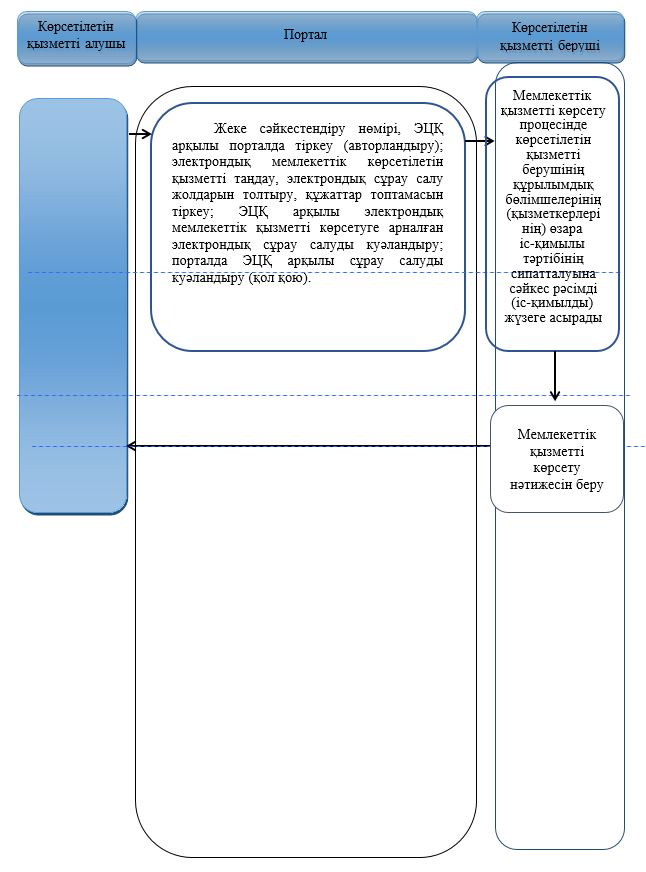 Көрсетілетін
қызметті алушы
Портал
Көрсетілетін
қызметті беруші
Жеке сәйкестендіру нөмірі, ЭЦҚ
арқылы порталда тіркеу (авторландыру);
электрондық мемлекеттік көрсетілетін
қызметті таңдау, электрондық сұрау салу
жолдарын толтыру, құжаттар топтамасын
тіркеу; ЭЦҚ арқылы электрондық
мемлекеттік қызметті көрсетуге арналған
электрондық сұрау салуды куәландыру;
порталда ЭЦҚ арқылы сұрау салуды
куәландыру (қол қою).
Мемлекеттік
қызметті көрсету
процесінде
көрсетілетін
қызметті
берушінің
құрылымдық
бөлімшелерінің
(қызметкерлері
нің) өзара
іс-қимылы
тәртібінің
сипатталуына
сәйкес рәсімді
(іс-қимылды)
жүзеге асырады
Мемлекеттік
қызметті
көрсету
нәтижесін беру